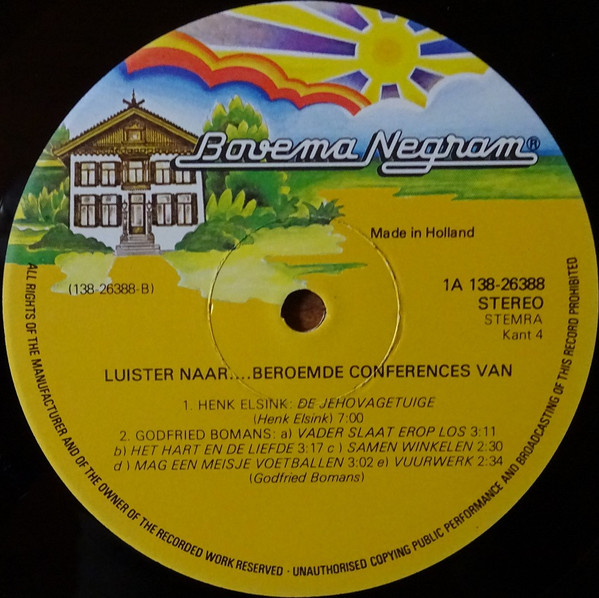 Bovema Negram®
Made in Holland
(138-26388-B)
1A 138-26388
STEREO
STEMRA
Kant 4
LUISTER NAAR....BEROEMDE CONFERENCES VAN
1. HENK ELSINK: DE JEHOVAGETUIGE
(Henk Elsink) 7:00
2. GODFRIED BOMANS: a) VADER SLAAT EROP LOS 3:11
b) HET HART EN DE LIEFDE 3:17 c) SAMEN WINKELEN 2:30
d) MAG EEN MEISJE VOETBALLEN 3:02 e) VUURWERK 2:34
(Godfried Bomans)
ALL RIGHTS OF THE MANUFACTURER AND OF THE OWNER OF THE RECORDED WORK RESERVED · UNAUTHORISED COPYING PUBLIC PERFORMANCE AND BROADCASTING OF THIS RECORD PROHIBITED